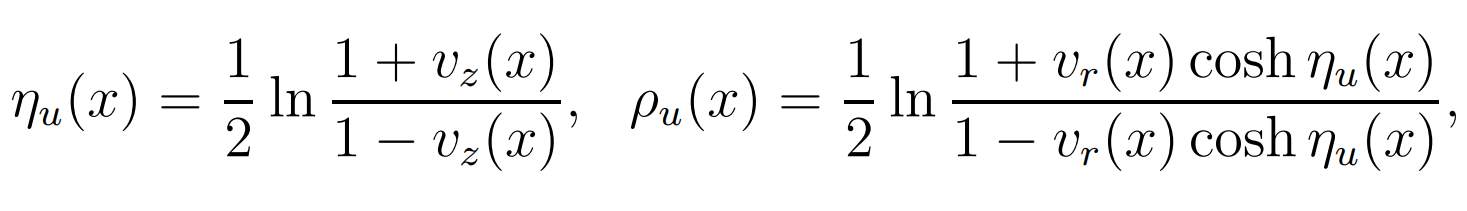 η_u(x) = \frac{1}{2} \ln \frac{1 + v_z(x)}{1 - v_z(x)}, ρ_u(x) = \frac{1}{2} \ln \frac{1 + v_r(x) \cosh η_u(x)}{1 - v_r(x) \cosh η_u(x)},